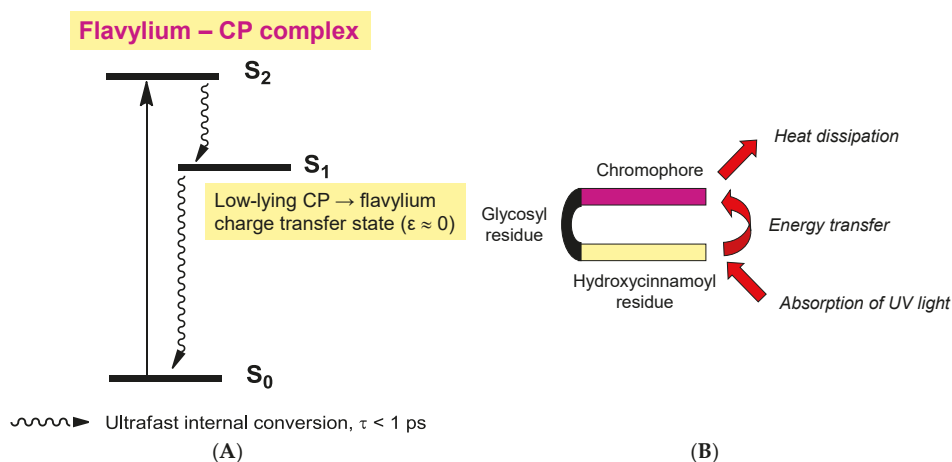 Flavylium – CP complex
S2
S1
Low-lying CP → flavylium
charge transfer state (ε ≈ 0)
S0
Ultrafast internal conversion, τ < 1 ps
(A)
Heat dissipation
Chromophore
Glycosyl
residue
Energy transfer
Hydroxycinnamoyl
residue
Absorption of UV light
(B)